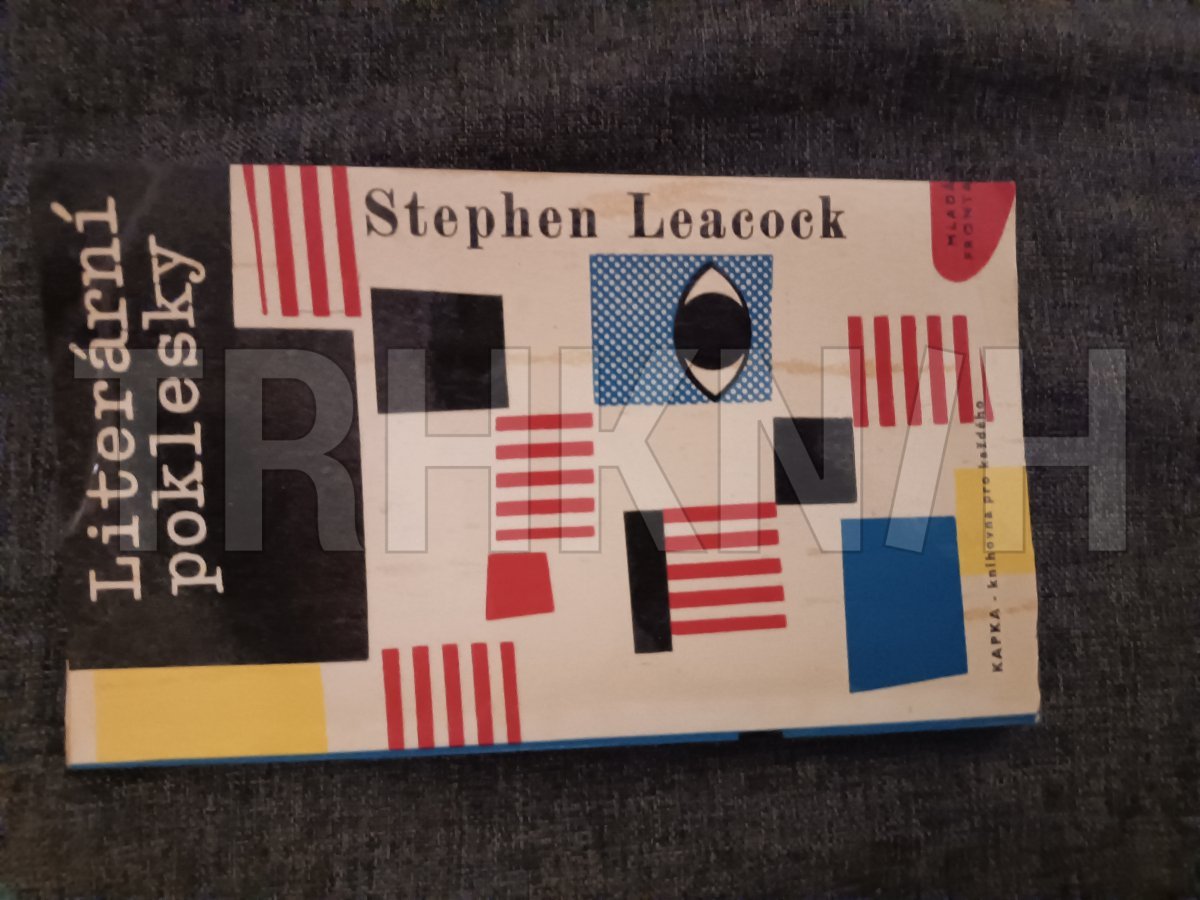 Stephen Leacock
Literární
poklesky
MLADÁ
FRONTA
KAPKA - knihovna pro každého
TRHKNIH